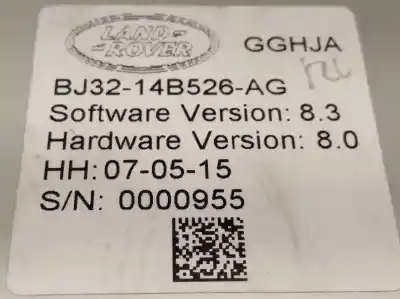 LAND
ROVER
GGHJA
BJ32-14B526-AG
Software Version: 8.3
Hardware Version: 8.0
HH: 07-05-15
S/N: 0000955